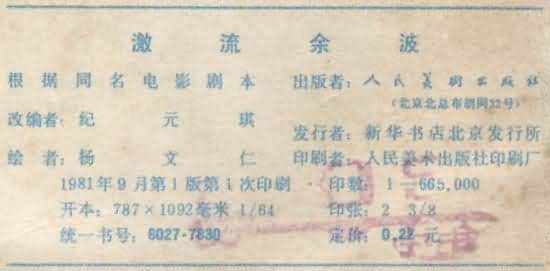 激流余波
根据同名电影剧本
改编者：纪元琪
绘者：杨文仁
出版者：人民美术出版社
（北京北总布胡同32号）
发行者：新华书店北京发行所
印刷者：人民美术出版社印刷厂
1981年9月第1版第1次印刷
印数：1—665,000
开本：787×1092毫米 1/64
印张：2 3/8
统一书号：8027·7830
定价：0.22元